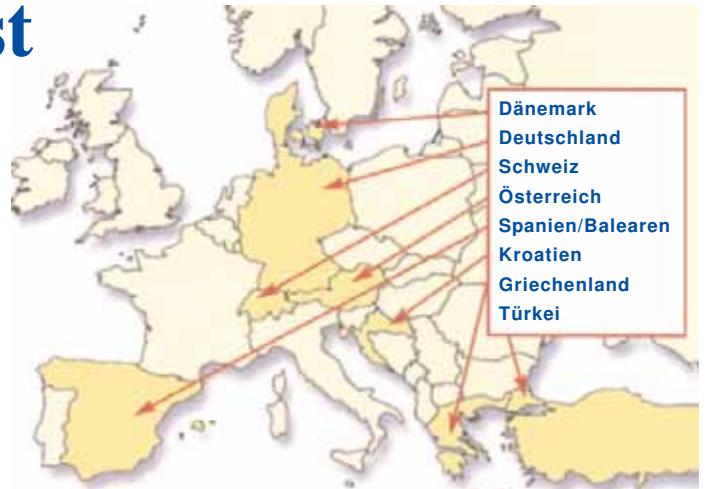 st
Dänemark
Deutschland
Schweiz
Österreich
Spanien/Balearen
Kroatien
Griechenland
Türkei